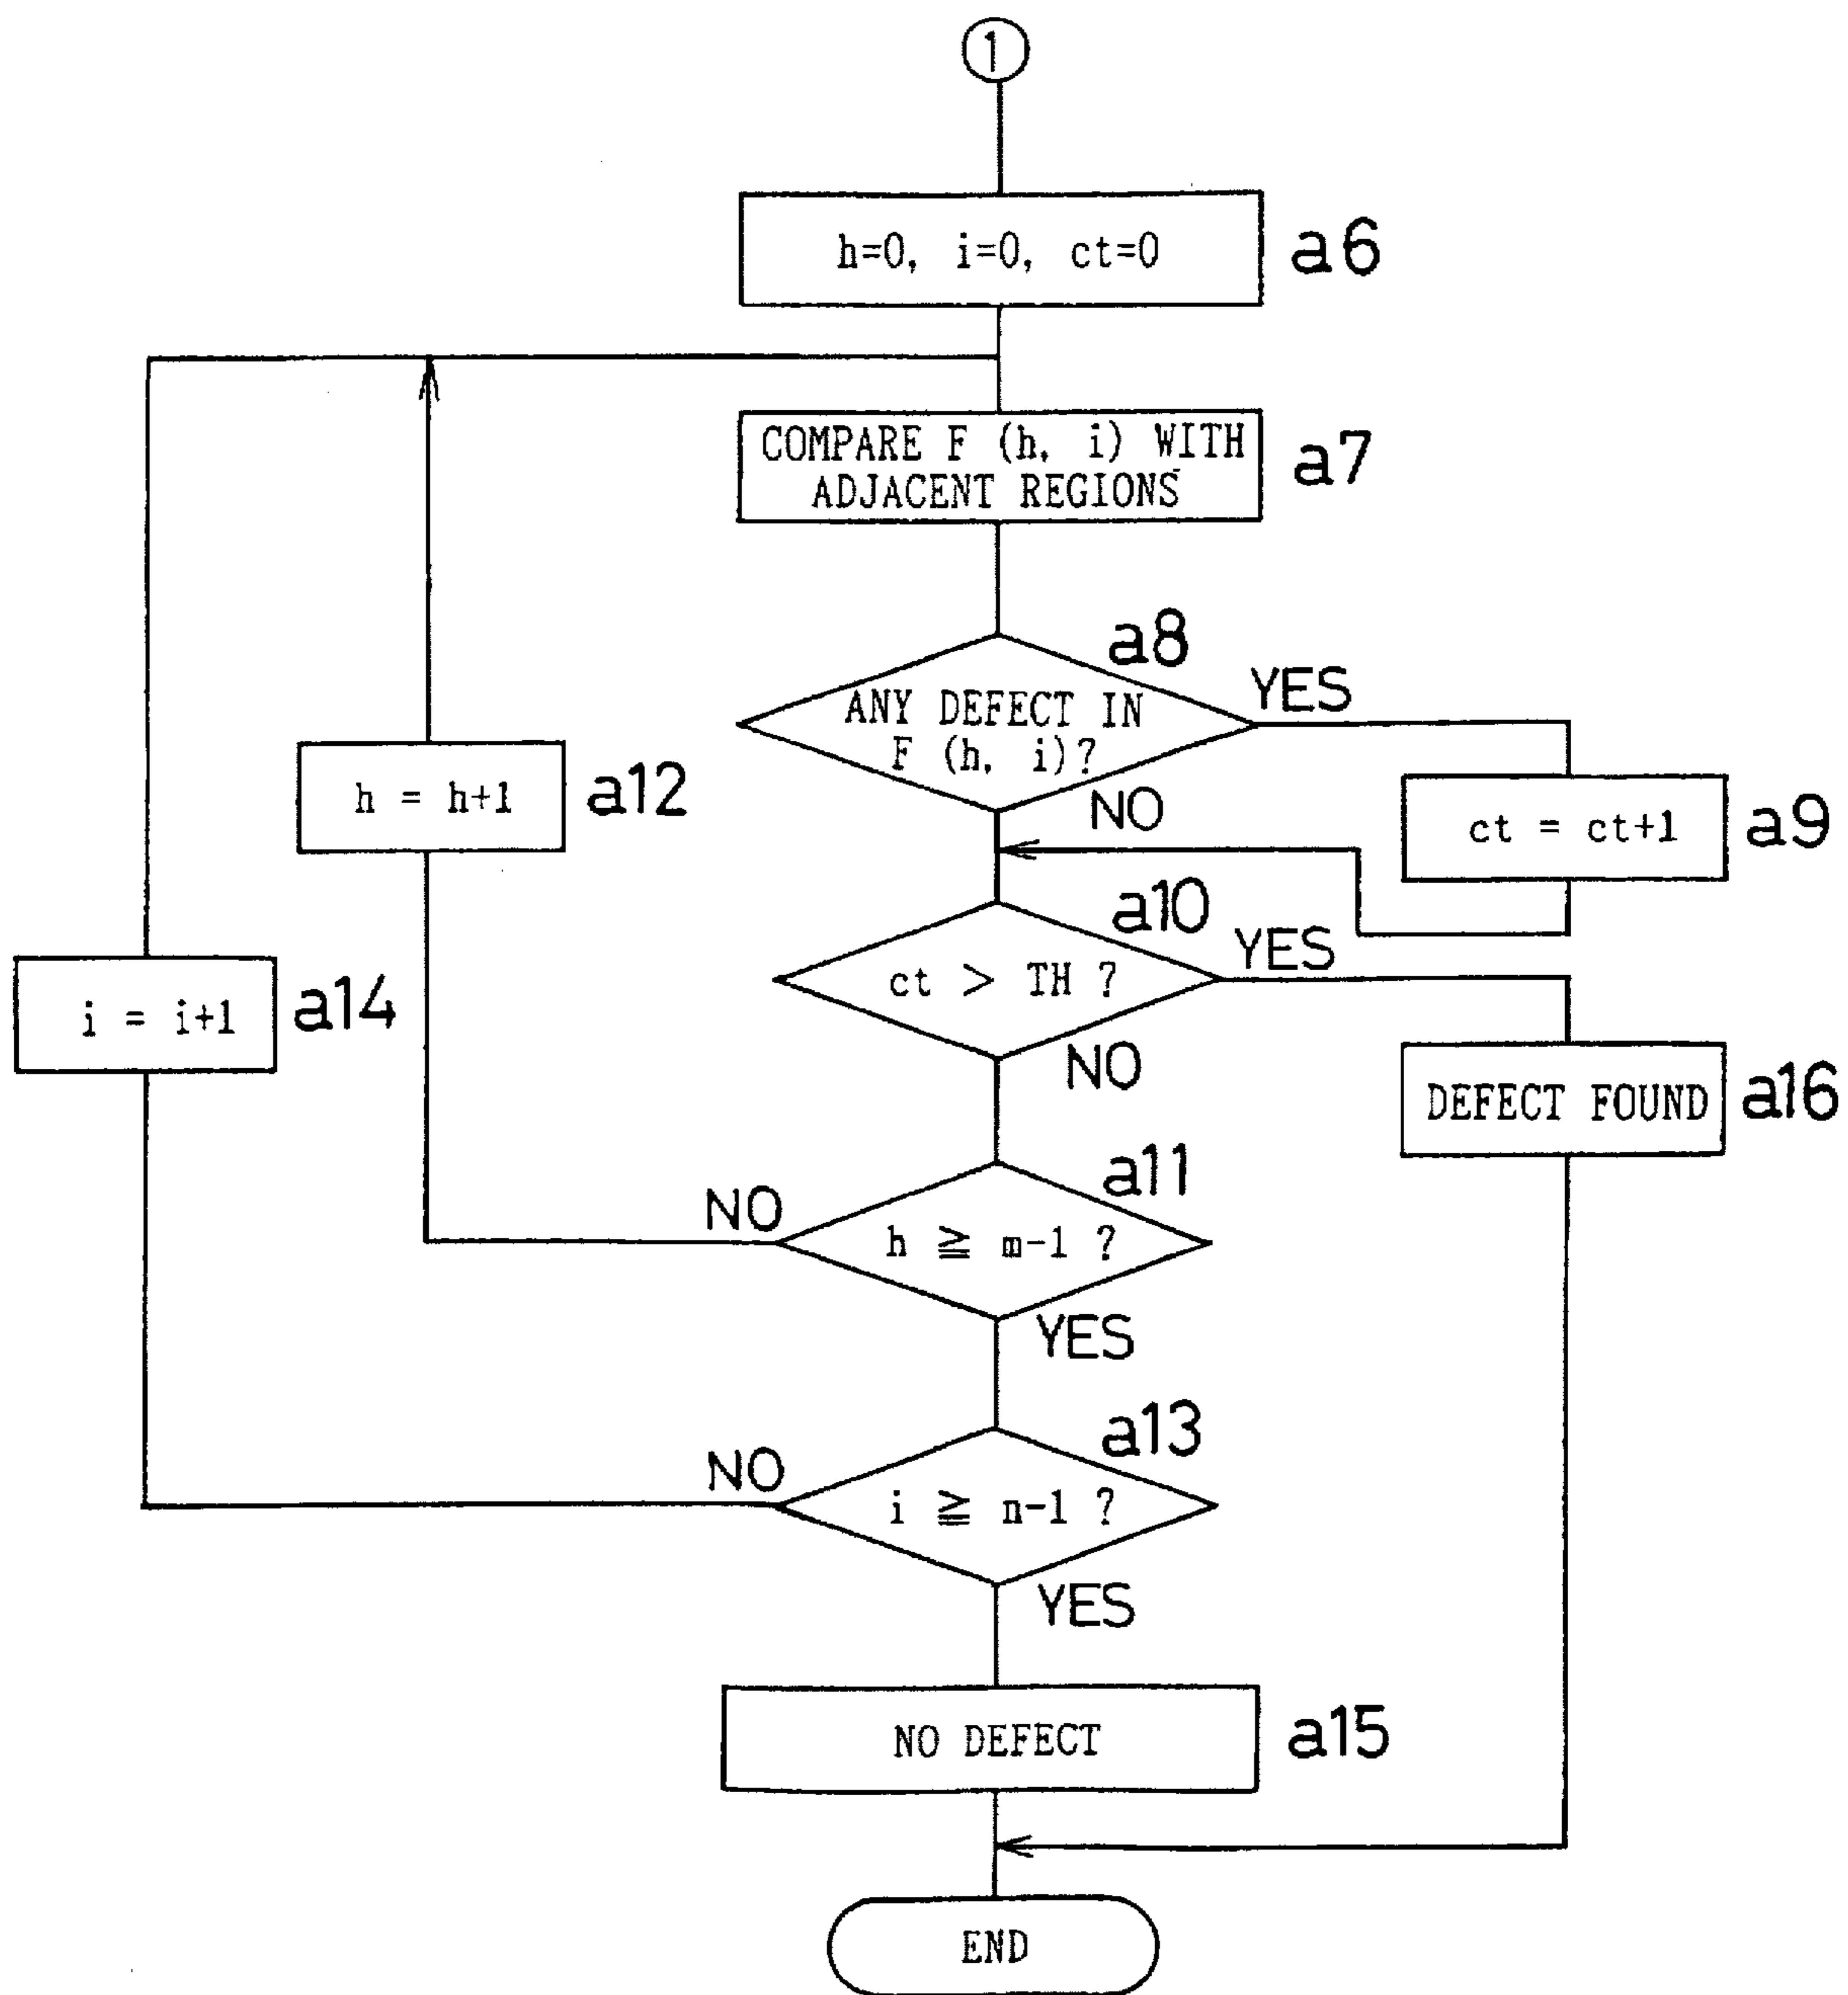 1
h=0, i=0, ct=0
a6
COMPARE F (h, i) WITH
ADJACENT REGIONS
a7
a8
ANY DEFECT IN
F (h, i)?
YES
NO
h = h+1
a12
ct = ct+1
a9
a10
ct > TH ?
YES
NO
i = i+1
a14
DEFECT FOUND
a16
a11
NO
h ≧ m-1 ?
YES
a13
NO
i ≧ n-1 ?
YES
NO DEFECT
a15
END